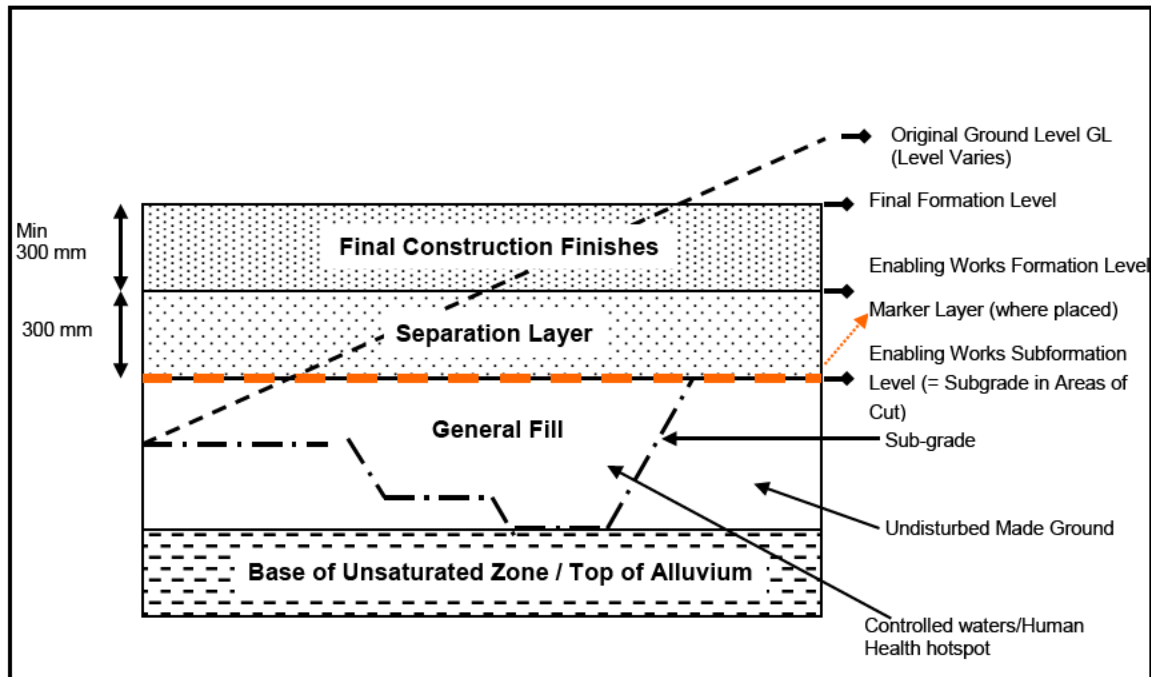 Original Ground Level GL
(Level Varies)
Final Formation Level
Min
300 mm
Final Construction Finishes
Enabling Works Formation Level
Marker Layer (where placed)
300 mm
Separation Layer
Enabling Works Subformation
Level (= Subgrade in Areas of
Cut)
General Fill
Sub-grade
Undisturbed Made Ground
Base of Unsaturated Zone / Top of Alluvium
Controlled waters/Human
Health hotspot